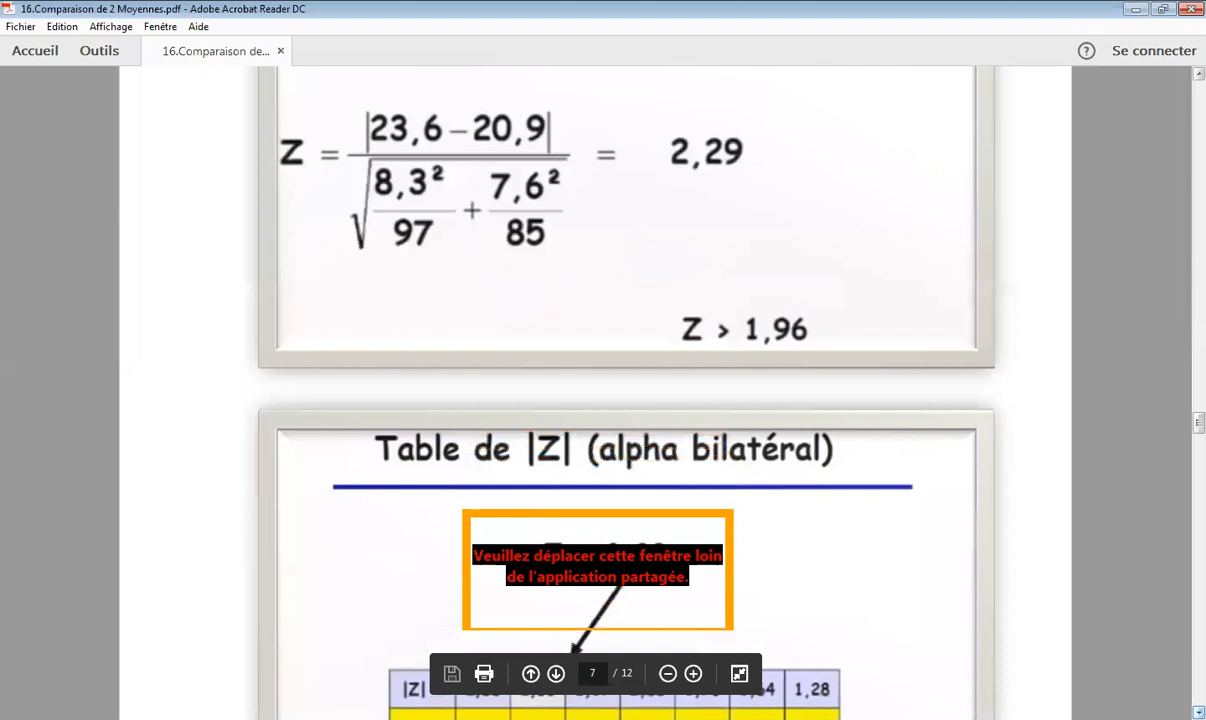 16.Comparaison de 2 Moyennes.pdf - Adobe Acrobat Reader DC
Fichier Edition Affichage Fenêtre Aide
Accueil Outils 16.Comparaison de... × ? Se connecter
Z = |23,6 – 20,9| / √(8,3²/97 + 7,6²/85) = 2,29
Z > 1,96
Table de |Z| (alpha bilatéral)
Veuillez déplacer cette fenêtre loin
de l'application partagée.
7 / 12
|Z| 1,28